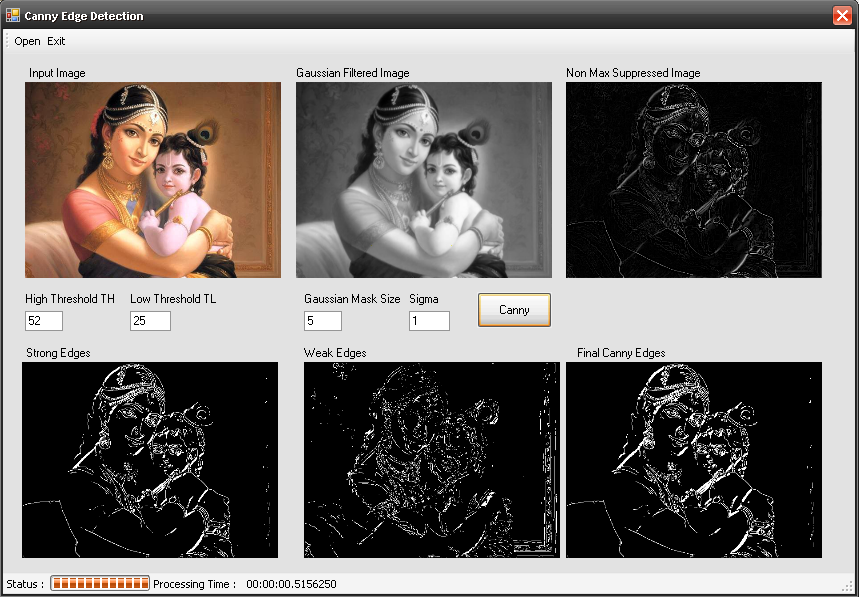 Canny Edge Detection
Open Exit
Input Image
Gaussian Filtered Image
Non Max Suppressed Image
High Threshold TH
Low Threshold TL
Gaussian Mask Size
Sigma
52
25
5
1
Canny
Strong Edges
Weak Edges
Final Canny Edges
Status : Processing Time : 00:00:00.5156250